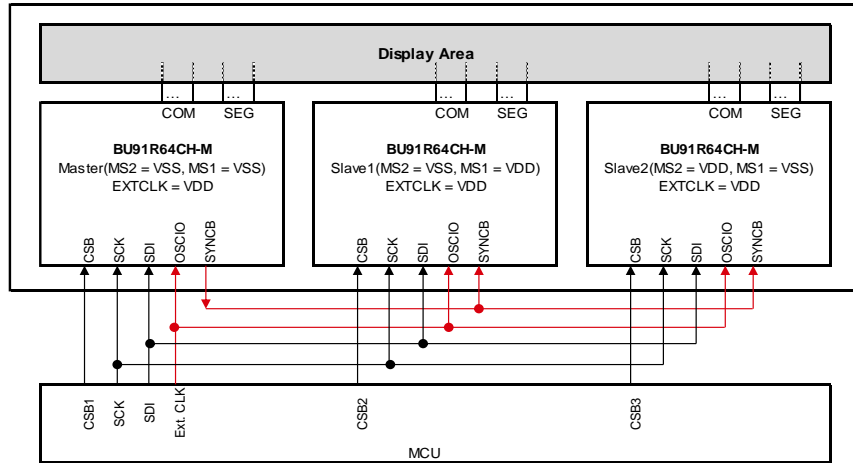 Display Area
... ...
COM SEG
BU91R64CH-M
Master(MS2 = VSS, MS1 = VSS)
EXTCLK = VDD
CSB
SCK
SDI
OSCIO
SYNCB
... ...
COM SEG
BU91R64CH-M
Slave1(MS2 = VSS, MS1 = VDD)
EXTCLK = VDD
CSB
SCK
SDI
OSCIO
SYNCB
... ...
COM SEG
BU91R64CH-M
Slave2(MS2 = VDD, MS1 = VSS)
EXTCLK = VDD
CSB
SCK
SDI
OSCIO
SYNCB
CSB1
SCK
SDI
Ext. CLK
CSB2
CSB3
MCU